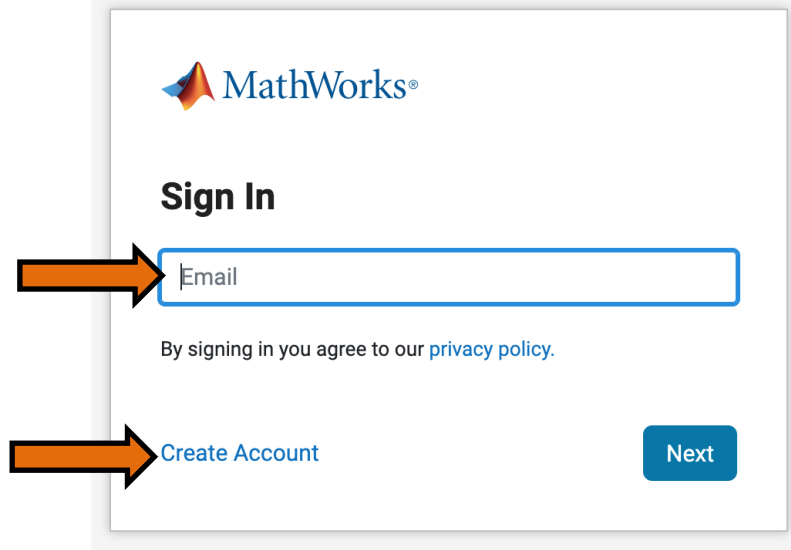 MathWorks®
Sign In
Email
By signing in you agree to our privacy policy.
Create Account
Next